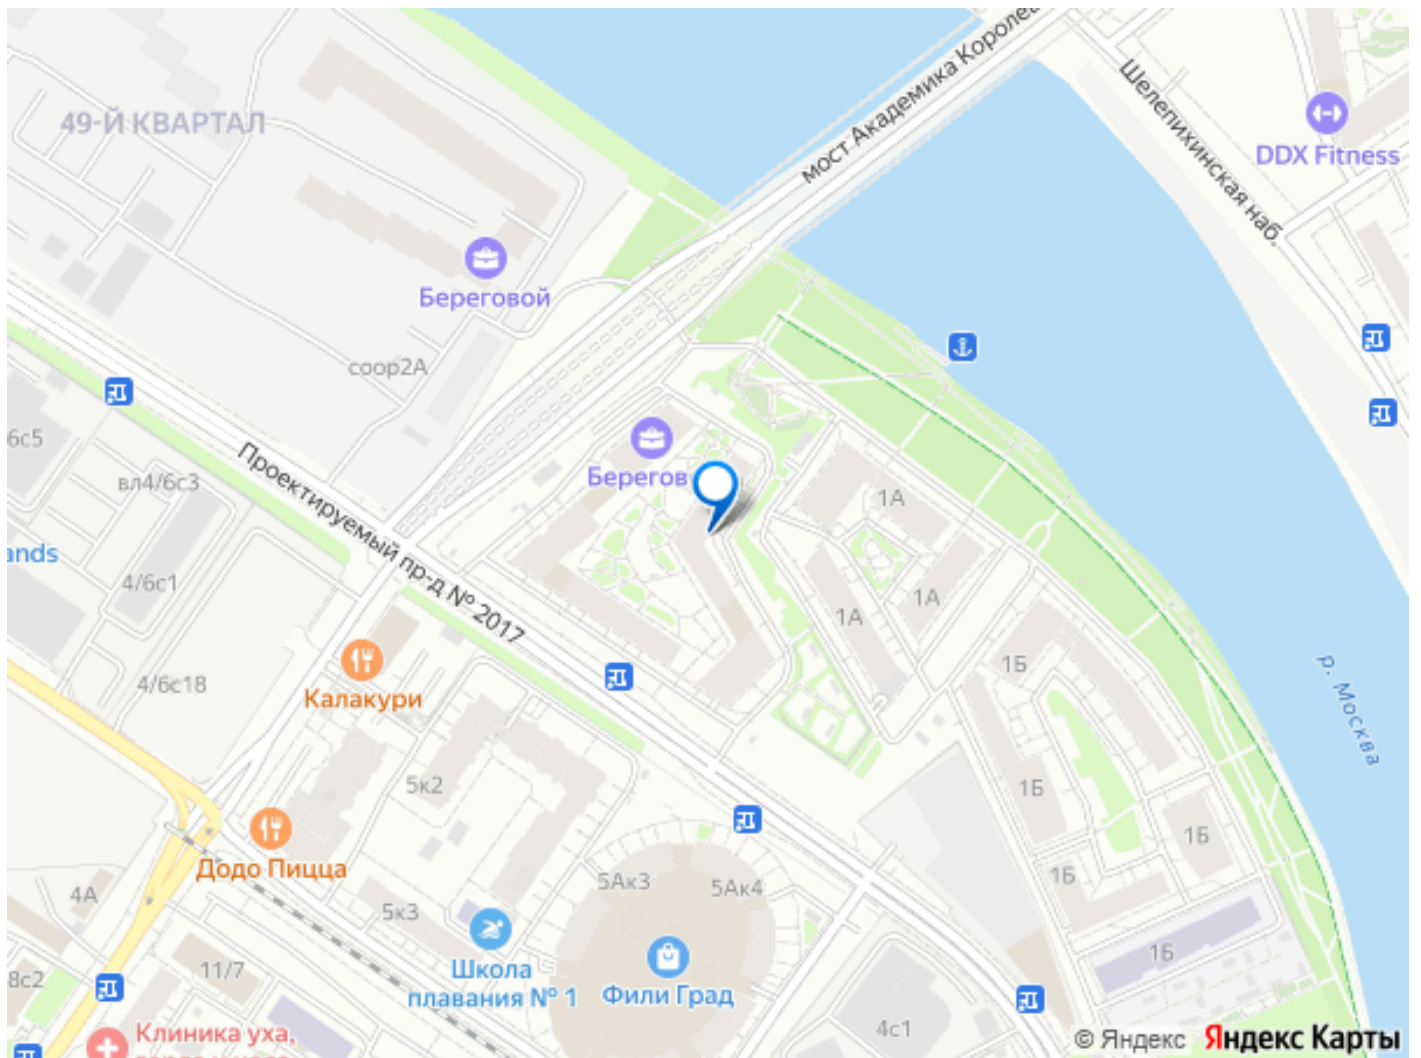 мост Академика Короле
Шелепихинская наб.
49-Й КВАРТАЛ
DDX Fitness
Береговой
соор2А
6с5
Проектируемый пр-д № 2017
Берегов
вл4/6с3
1А
ands
4/6с1
1А
1А
Калакури
4/6с18
1Б
р. Москва
5к2
1Б
1Б
Додо Пицца
5Ак3
5Ак4
1Б
4А
5к3
1Б
11/7
8с2
Школа
плавания № 1
Фили Град
4с1
Клиника уха,
© Яндекс Яндекс Карты